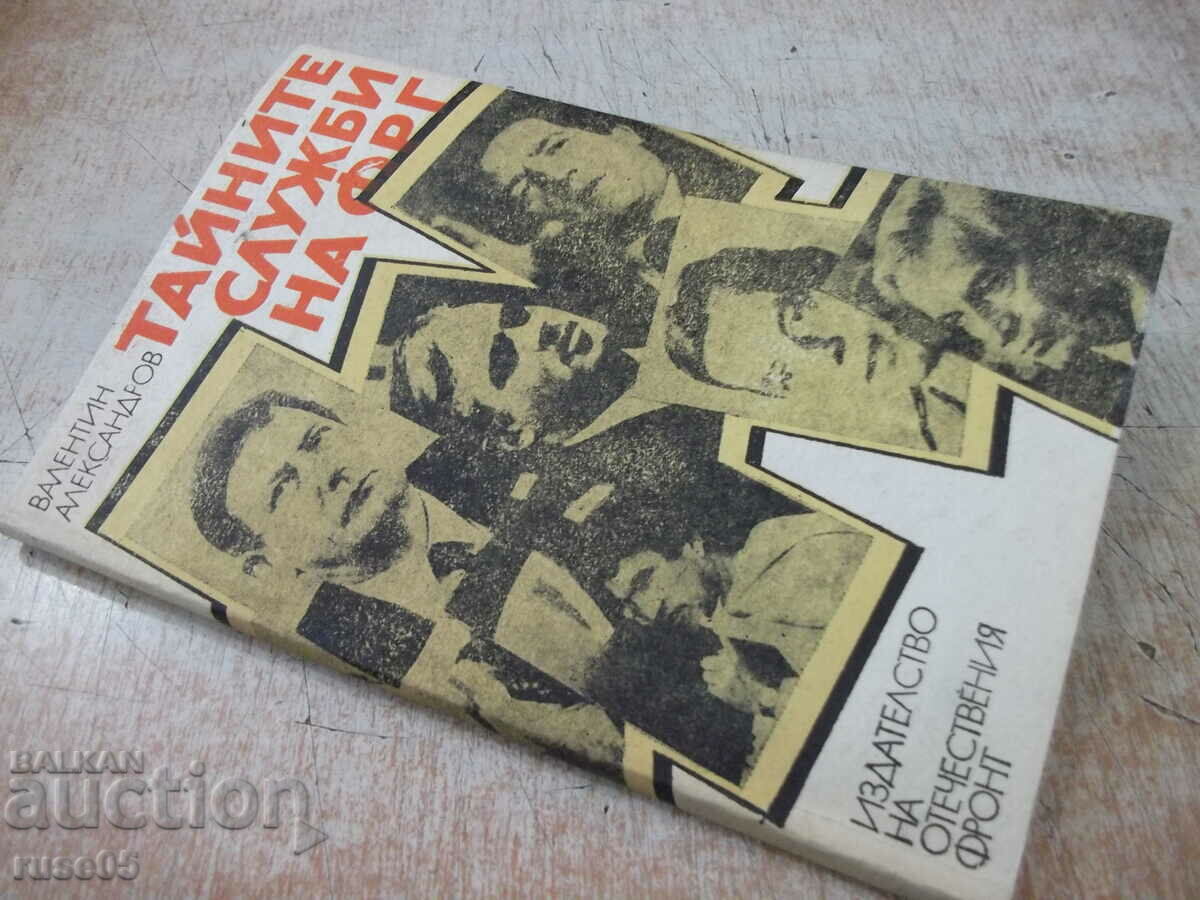 ТАЙНИТЕ
СЛУЖБИ
НА ФРГ
ВАЛЕНТИН
АЛЕКСАНДРОВ
ИЗДАТЕЛСТВО
НА
ОТЕЧЕСТВЕНИЯ
ФРОНТ
BALKAN
auction
ruse05